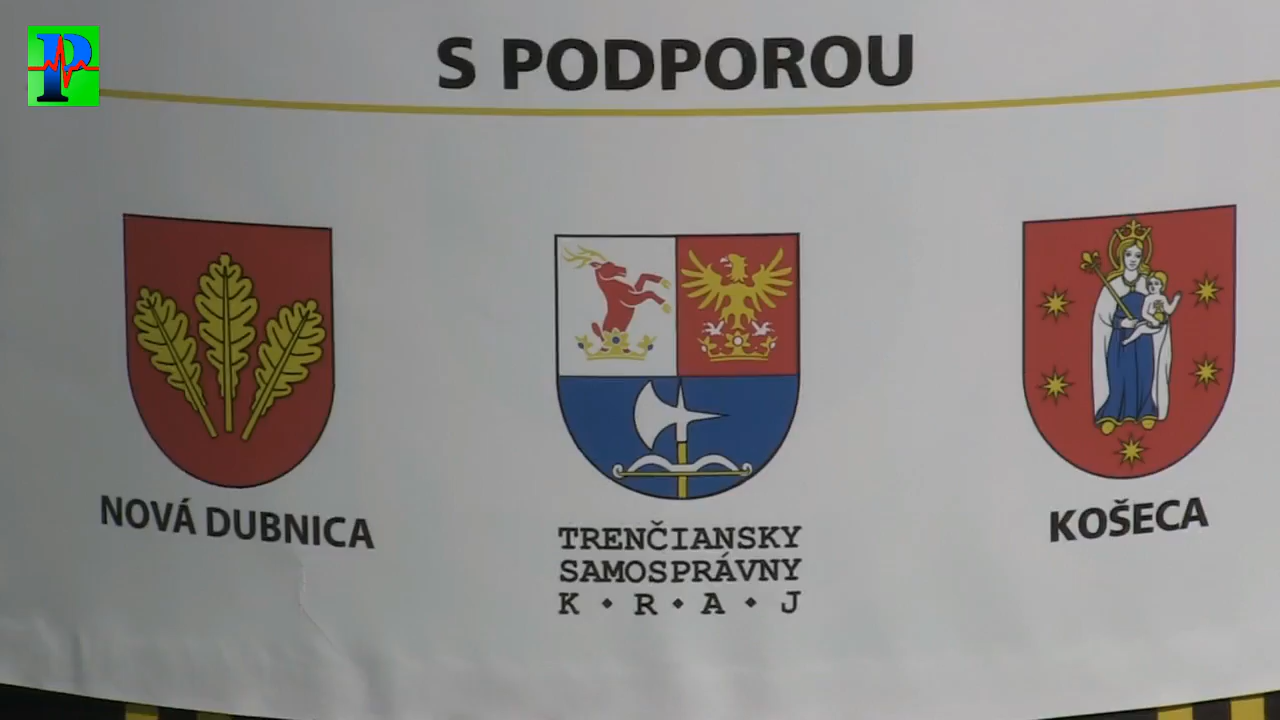 P
S PODPOROU
NOVÁ DUBNICA
TRENČIANSKY
SAMOSPRÁVNY
K • R • A • J
KOŠECA